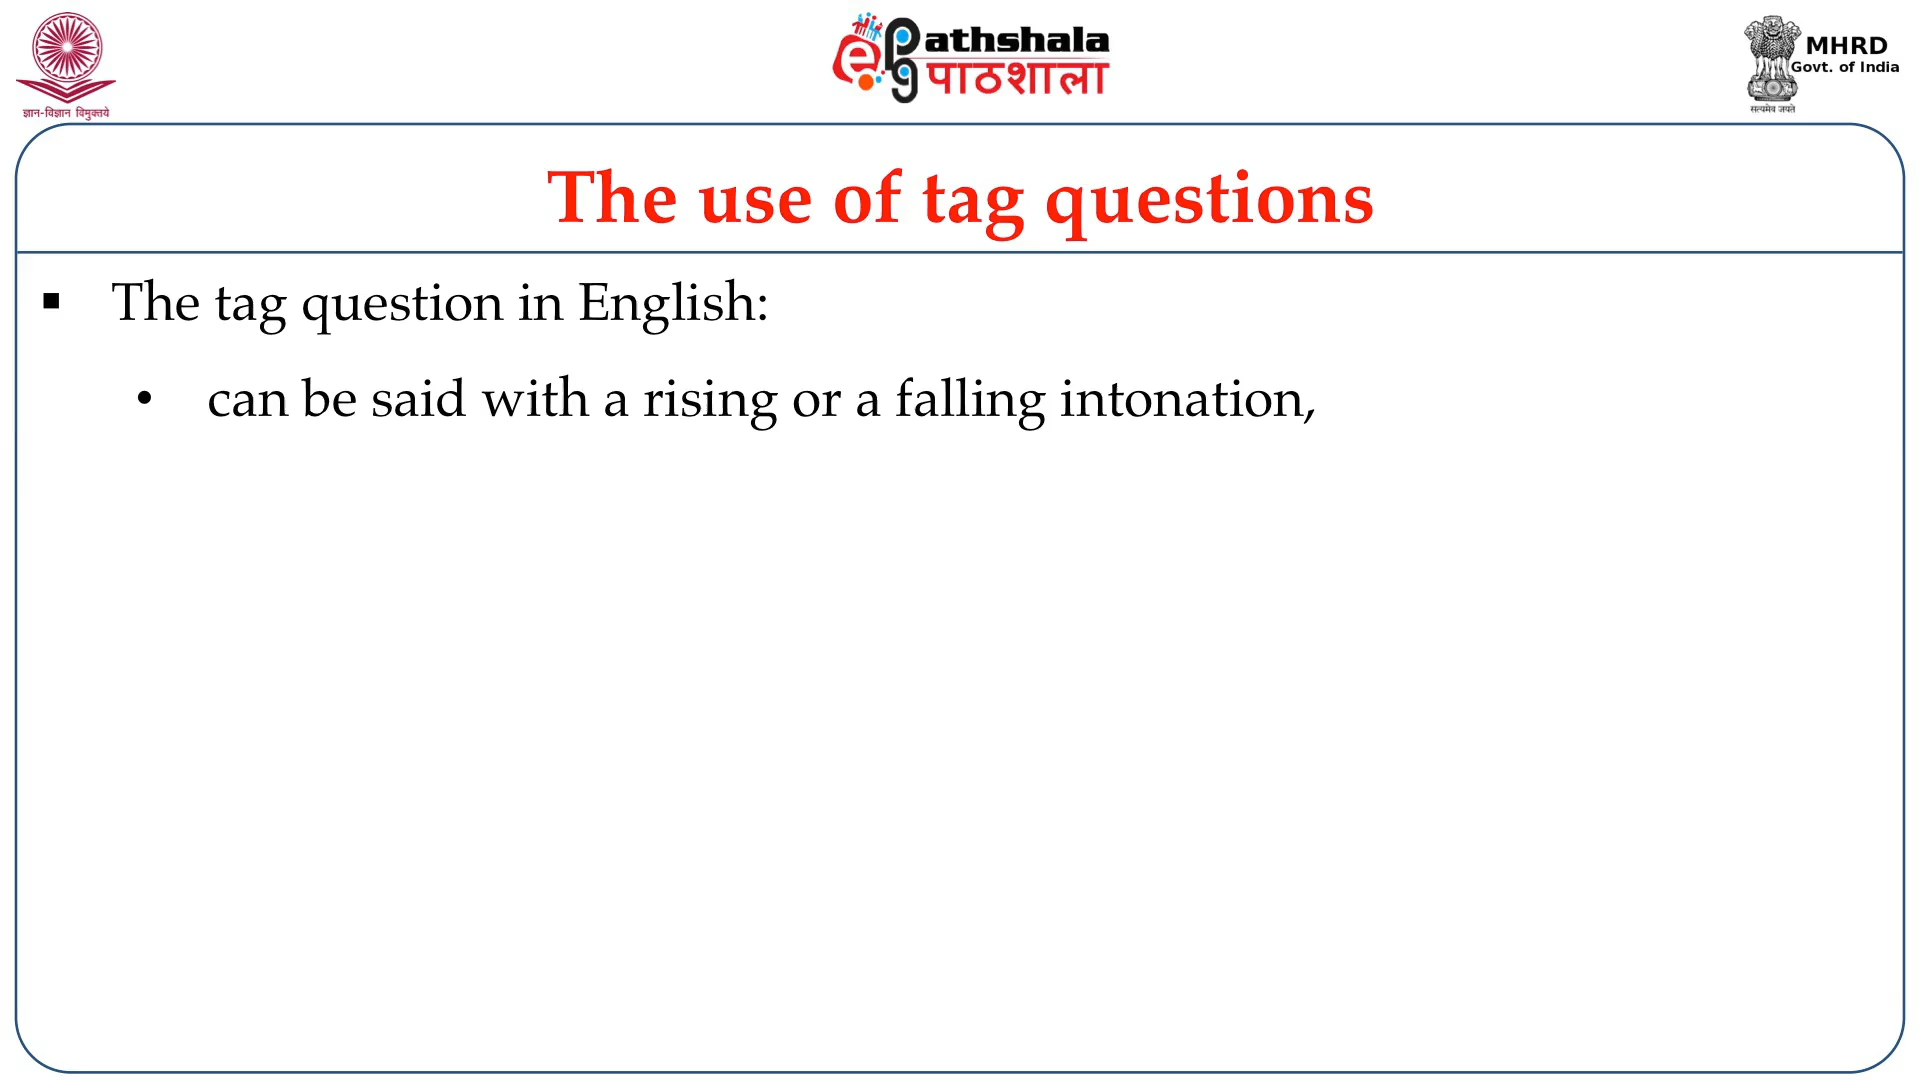 ज्ञान-विज्ञान विमुक्तये
ePG athshala
पाठशाला
MHRD
Govt. of India
सत्यमेव जयते
The use of tag questions
▪ The tag question in English:
• can be said with a rising or a falling intonation,